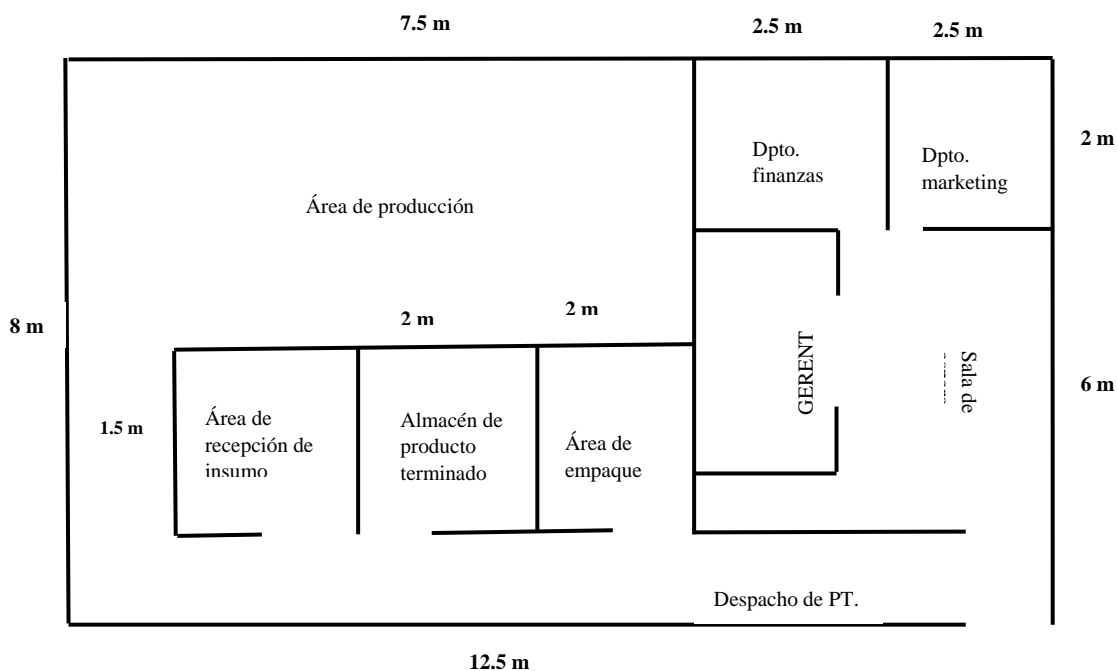 7.5 m
2.5 m
2.5 m
2 m
Dpto.
finanzas
Dpto.
marketing
Área de producción
8 m
2 m
2 m
GERENT
Sala de
6 m
1.5 m
Área de
recepción de
insumo
Almacén de
producto
terminado
Área de
empaque
Despacho de PT.
12.5 m